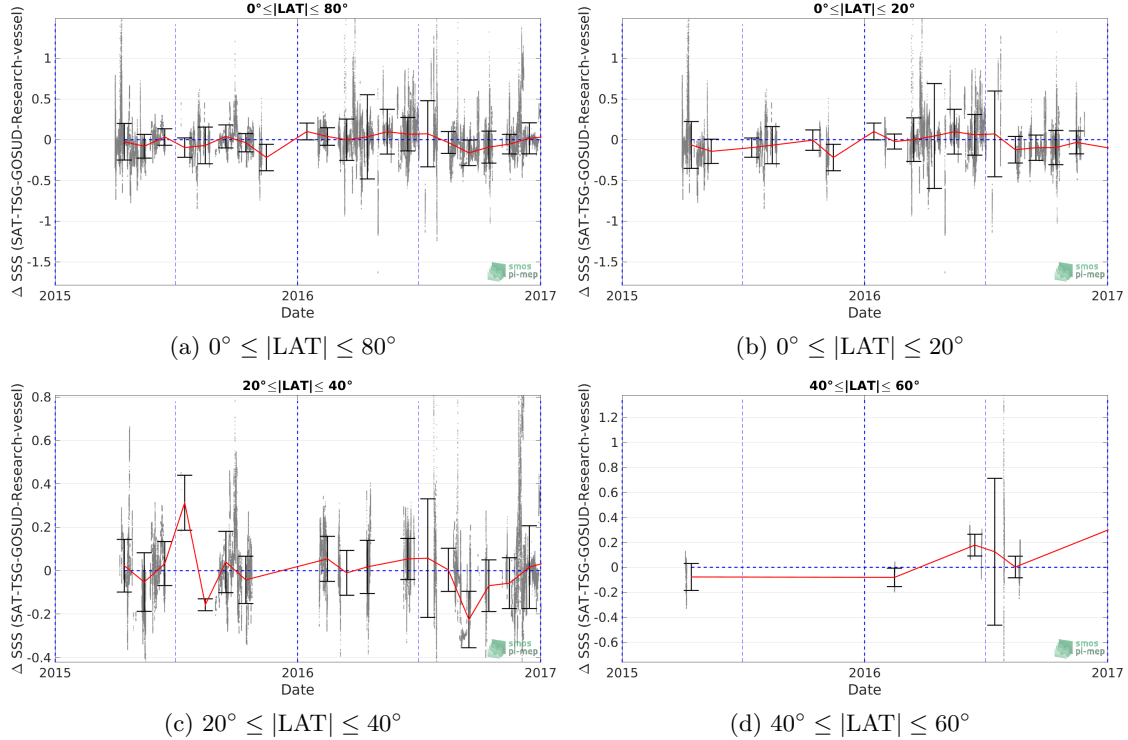 0°≤|LAT|≤ 80°
Δ SSS (SAT-TSG-GOSUD-Research-vessel)
1
0.5
0
-0.5
-1
-1.5
smos
pi-mep
2015 2016 2017
Date
(a) 0° ≤ |LAT| ≤ 80°
0°≤|LAT|≤ 20°
Δ SSS (SAT-TSG-GOSUD-Research-vessel)
1
0.5
0
-0.5
-1
-1.5
smos
pi-mep
2015 2016 2017
Date
(b) 0° ≤ |LAT| ≤ 20°
20°≤|LAT|≤ 40°
Δ SSS (SAT-TSG-GOSUD-Research-vessel)
0.8
0.6
0.4
0.2
0
-0.2
-0.4
smos
pi-mep
2015 2016 2017
Date
(c) 20° ≤ |LAT| ≤ 40°
40°≤|LAT|≤ 60°
Δ SSS (SAT-TSG-GOSUD-Research-vessel)
1.2
1
0.8
0.6
0.4
0.2
0
-0.2
-0.4
-0.6
smos
pi-mep
2015 2016 2017
Date
(d) 40° ≤ |LAT| ≤ 60°